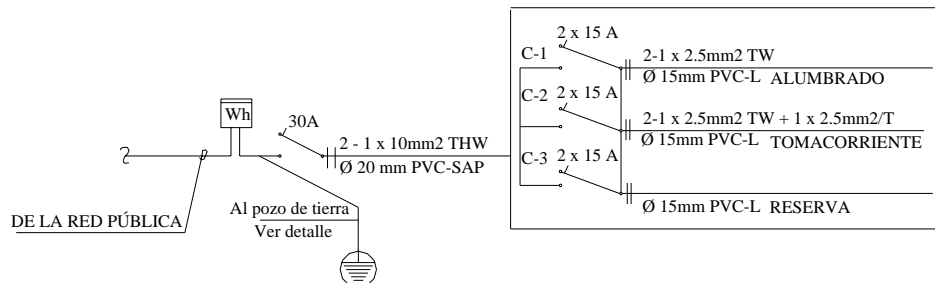 2 x 15 A
C-1
2-1 x 2.5mm2 TW
Ø 15mm PVC-L ALUMBRADO
2 x 15 A
C-2
Wh
30A
2-1 x 2.5mm2 TW + 1 x 2.5mm2/T
Ø 15mm PVC-L TOMACORRIENTE
2 - 1 x 10mm2 THW
Ø 20 mm PVC-SAP
C-3
2 x 15 A
Ø 15mm PVC-L RESERVA
DE LA RED PÚBLICA
Al pozo de tierra
Ver detalle